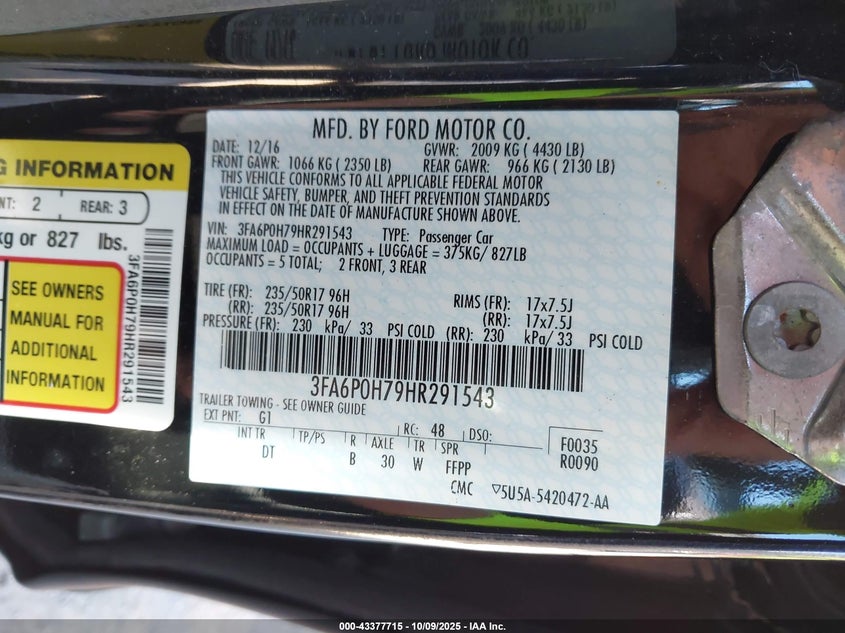 MFD. BY FORD MOTOR CO.
DATE: 12/16 GVWR: 2009 KG ( 4430 LB)
FRONT GAWR: 1066 KG ( 2350 LB) REAR GAWR: 966 KG ( 2130 LB)
THIS VEHICLE CONFORMS TO ALL APPLICABLE FEDERAL MOTOR
VEHICLE SAFETY, BUMPER, AND THEFT PREVENTION STANDARDS
IN EFFECT ON THE DATE OF MANUFACTURE SHOWN ABOVE.
VIN: 3FA6P0H79HR291543 TYPE: Passenger Car
MAXIMUM LOAD = OCCUPANTS + LUGGAGE = 375KG/ 827LB
OCCUPANTS = 5 TOTAL; 2 FRONT, 3 REAR
TIRE (FR): 235/50R17 96H RIMS (FR): 17x7.5J
(RR): 235/50R17 96H (RR): 17x7.5J
PRESSURE (FR): 230 kPa/ 33 PSI COLD (RR): 230 kPa/33 PSI COLD
3FA6P0H79HR291543
TRAILER TOWING - SEE OWNER GUIDE
EXT PNT: G1 RC: 48 DSO: F0035
R0090
INT TR TP/PS R AXLE TR SPR
DT B 30 W FFPP
CMC 5U5A-5420472-AA
G INFORMATION
NT: 2 REAR: 3
kg or 827 lbs.
SEE OWNERS
MANUAL FOR
ADDITIONAL
INFORMATION
3FA6P0H79HR291543
000-43377715 - 10/09/2025 - IAA Inc.